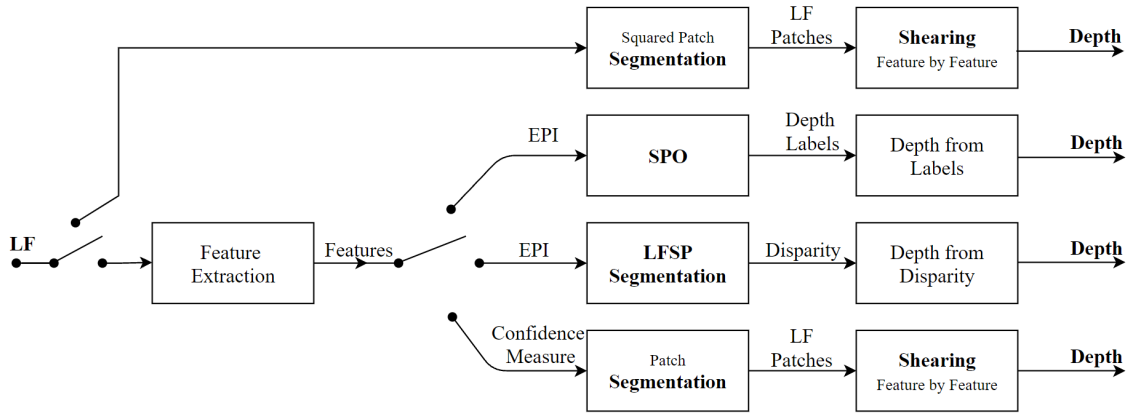 Squared Patch
Segmentation
LF
Patches
Shearing
Feature by Feature
Depth
EPI
SPO
Depth
Labels
Depth from
Labels
Depth
LF
Feature
Extraction
Features
EPI
LFSP
Segmentation
Disparity
Depth from
Disparity
Depth
Confidence
Measure
Patch
Segmentation
LF
Patches
Shearing
Feature by Feature
Depth